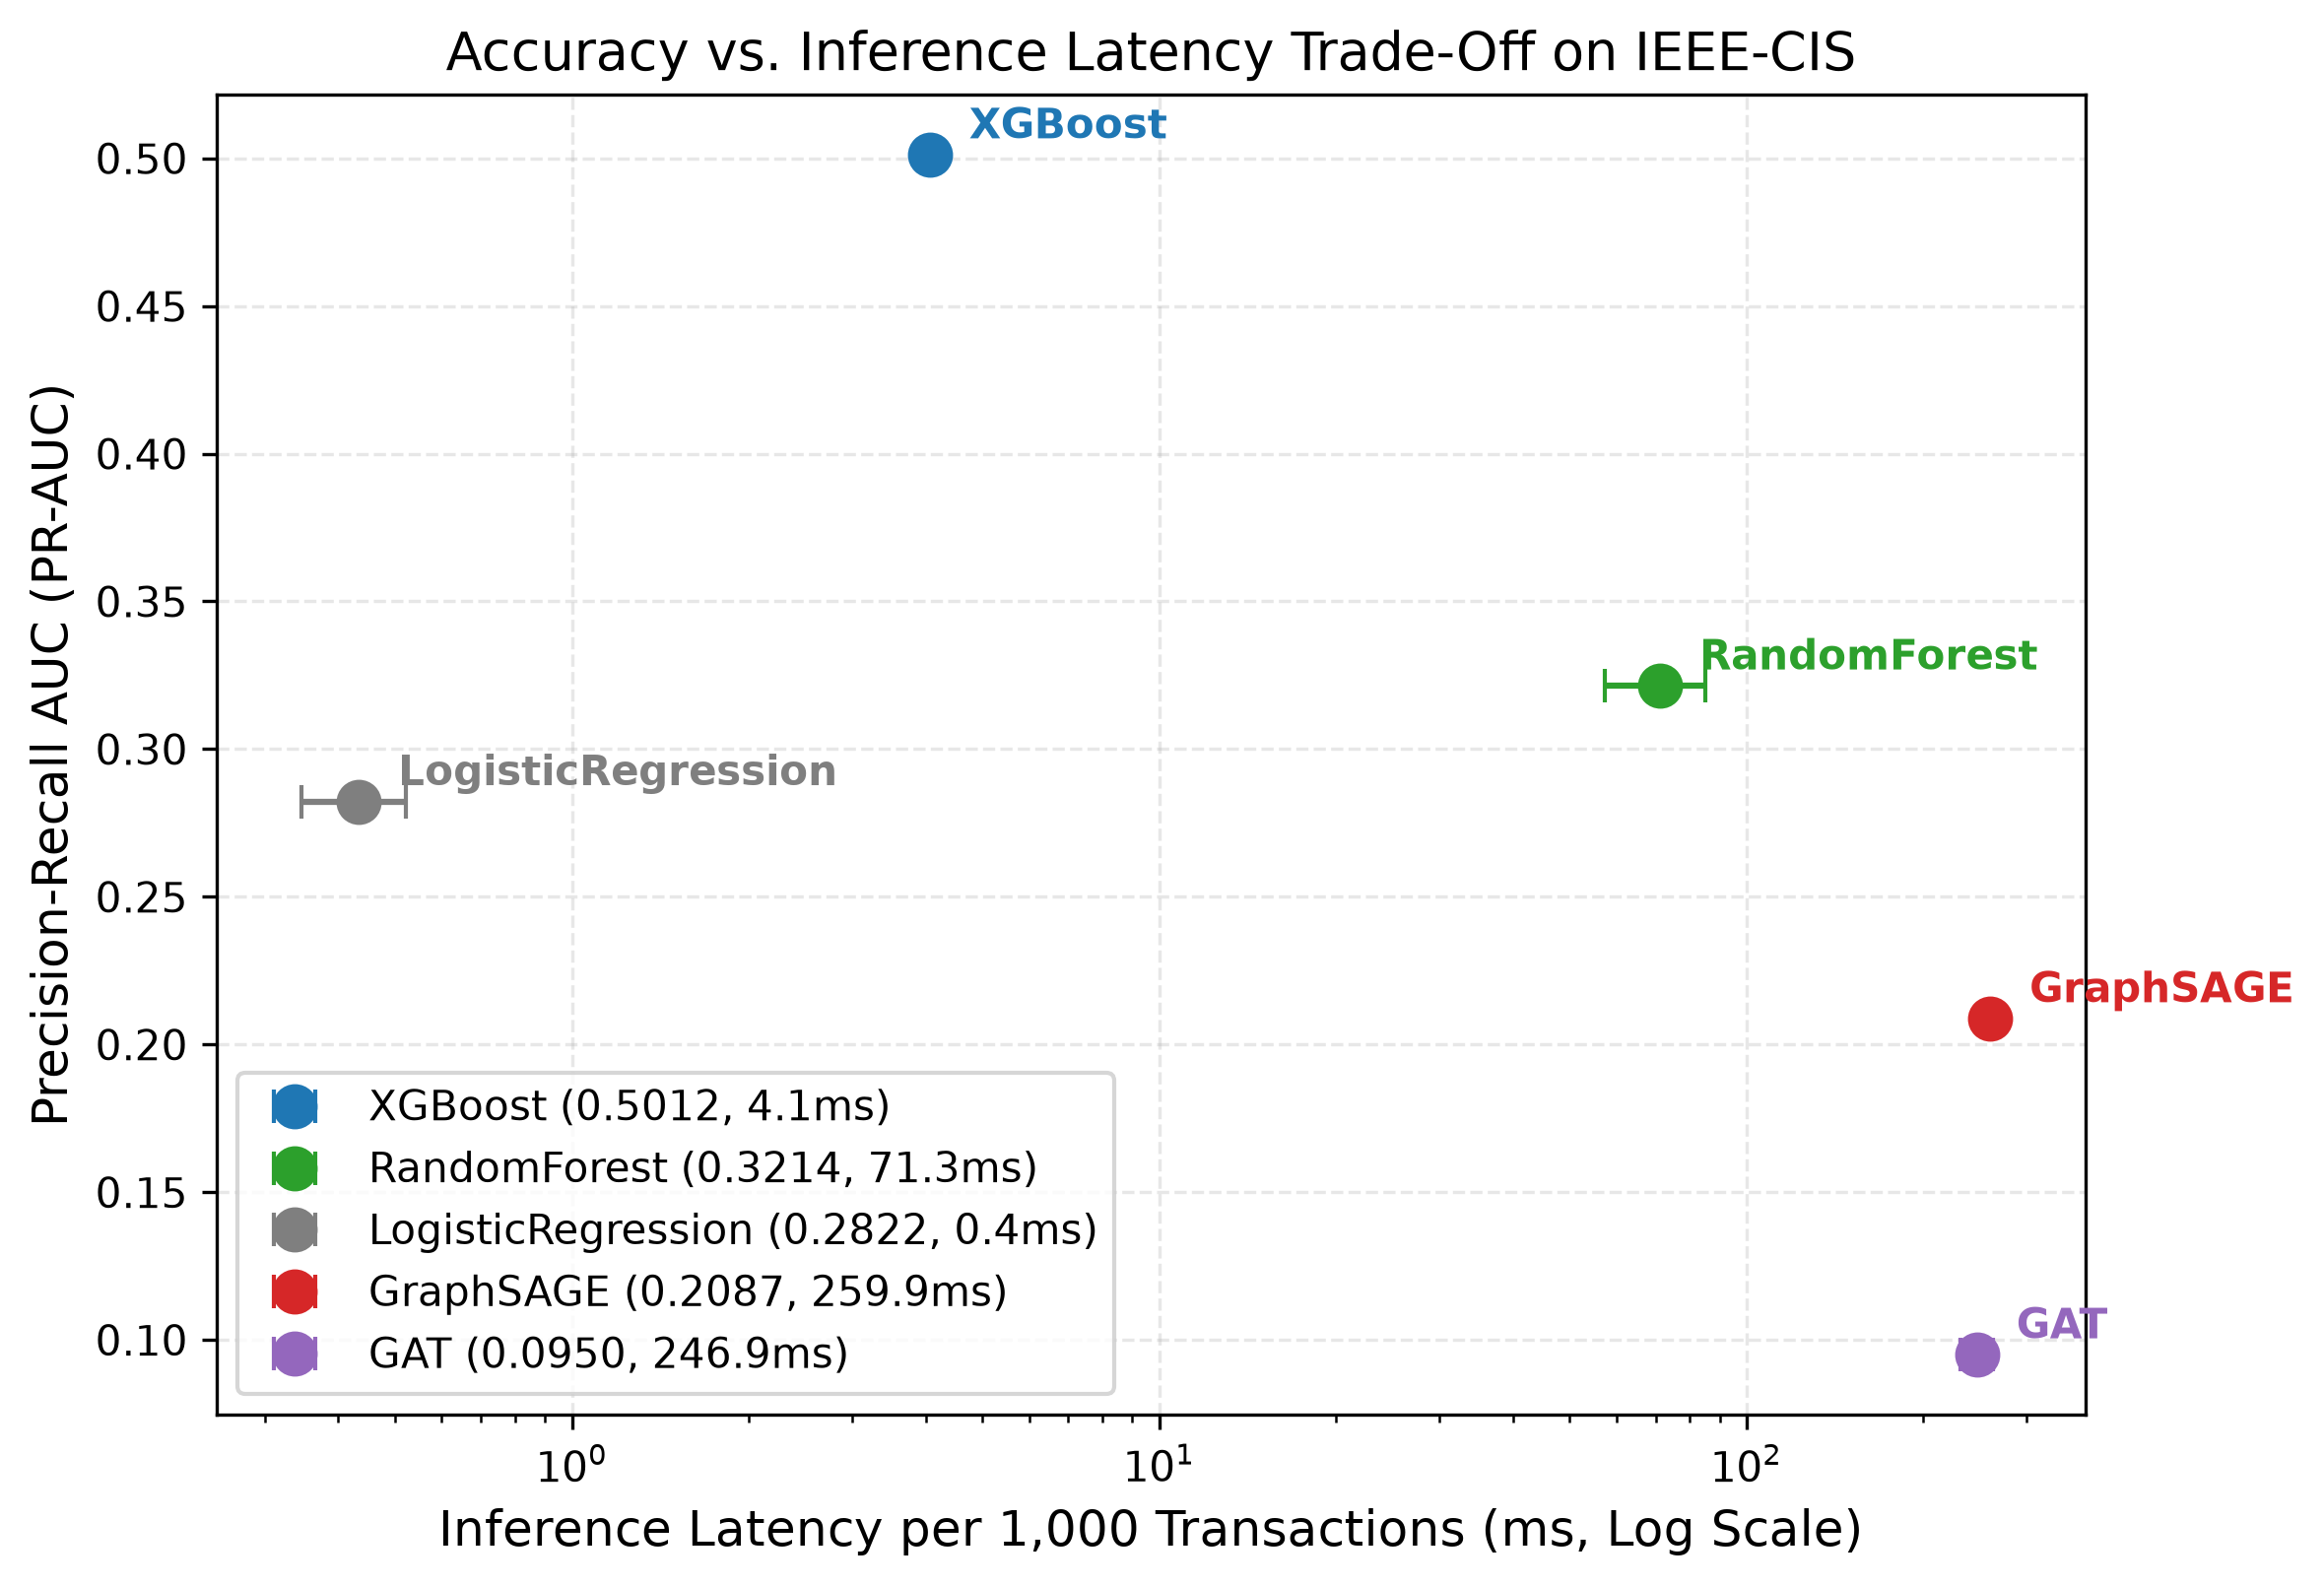 Accuracy vs. Inference Latency Trade-Off on IEEE-CIS
Precision-Recall AUC (PR-AUC)
0.50
0.45
0.40
0.35
0.30
0.25
0.20
0.15
0.10
XGBoost
RandomForest
LogisticRegression
GraphSAGE
GAT
XGBoost (0.5012, 4.1ms)
RandomForest (0.3214, 71.3ms)
LogisticRegression (0.2822, 0.4ms)
GraphSAGE (0.2087, 259.9ms)
GAT (0.0950, 246.9ms)
10⁰ 10¹ 10²
Inference Latency per 1,000 Transactions (ms, Log Scale)